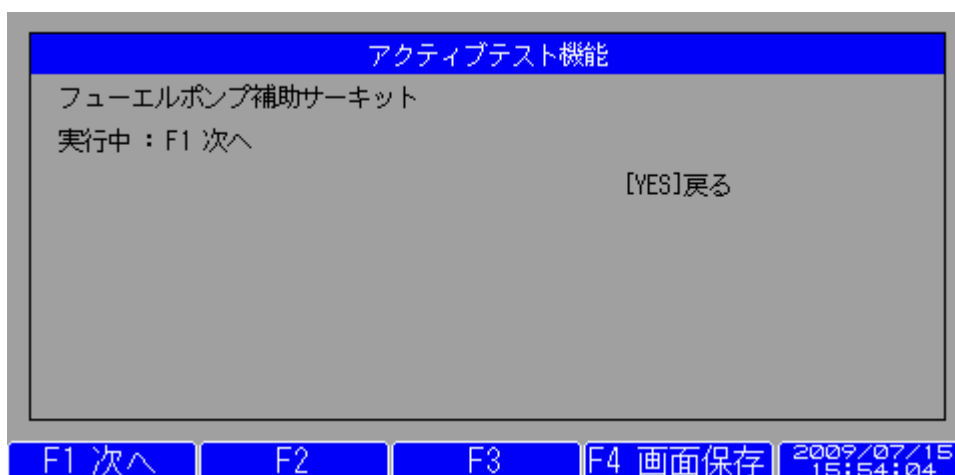 アクティブテスト機能
フューエルポンプ補助サーキット
実行中 : F1 次へ
[YES]戻る
F1 次へ F2 F3 F4 画面保存 2009/07/15
15:54:04